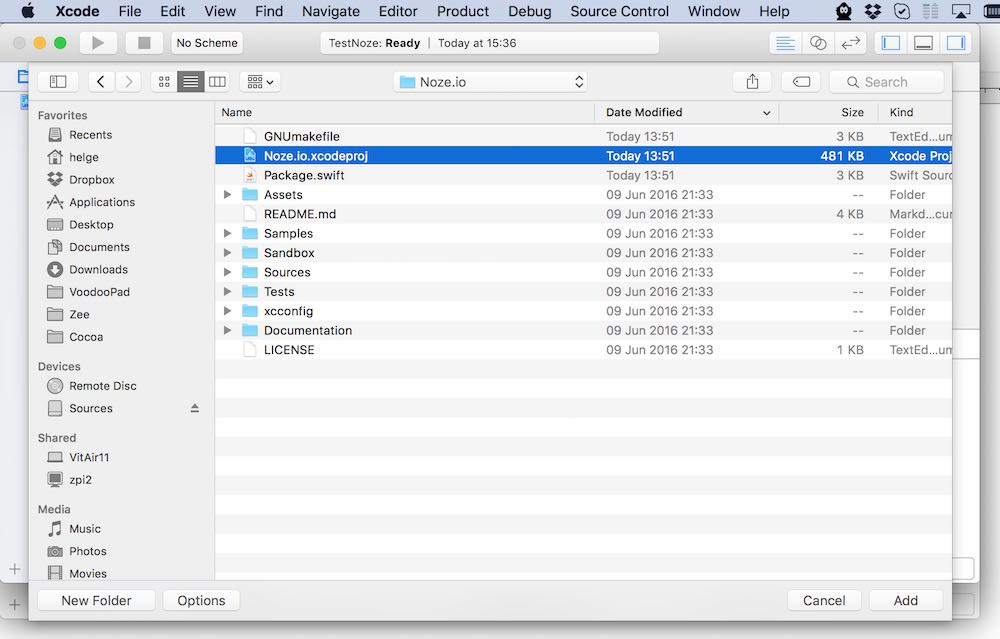 Xcode File Edit View Find Navigate Editor Product Debug Source Control Window Help
No Scheme TestNoze: Ready | Today at 15:36
Noze.io Search
Favorites
Recents
helge
Dropbox
Applications
Desktop
Documents
Downloads
VoodooPad
Zee
Cocoa
Devices
Remote Disc
Sources
Shared
VitAir11
zpi2
Media
Music
Photos
Movies
Name Date Modified Size Kind
GNUmakefile Today 13:51 3 KB TextEd...um
Noze.io.xcodeproj Today 13:51 481 KB Xcode Proj
Package.swift Today 13:51 3 KB Swift Sour
Assets 09 Jun 2016 21:33 -- Folder
README.md 09 Jun 2016 21:33 4 KB Markd...cur
Samples 09 Jun 2016 21:33 -- Folder
Sandbox 09 Jun 2016 21:33 -- Folder
Sources 09 Jun 2016 21:33 -- Folder
Tests 09 Jun 2016 21:33 -- Folder
xcconfig 09 Jun 2016 21:33 -- Folder
Documentation 09 Jun 2016 21:33 -- Folder
LICENSE 09 Jun 2016 21:33 1 KB TextEd...um
New Folder Options Cancel Add